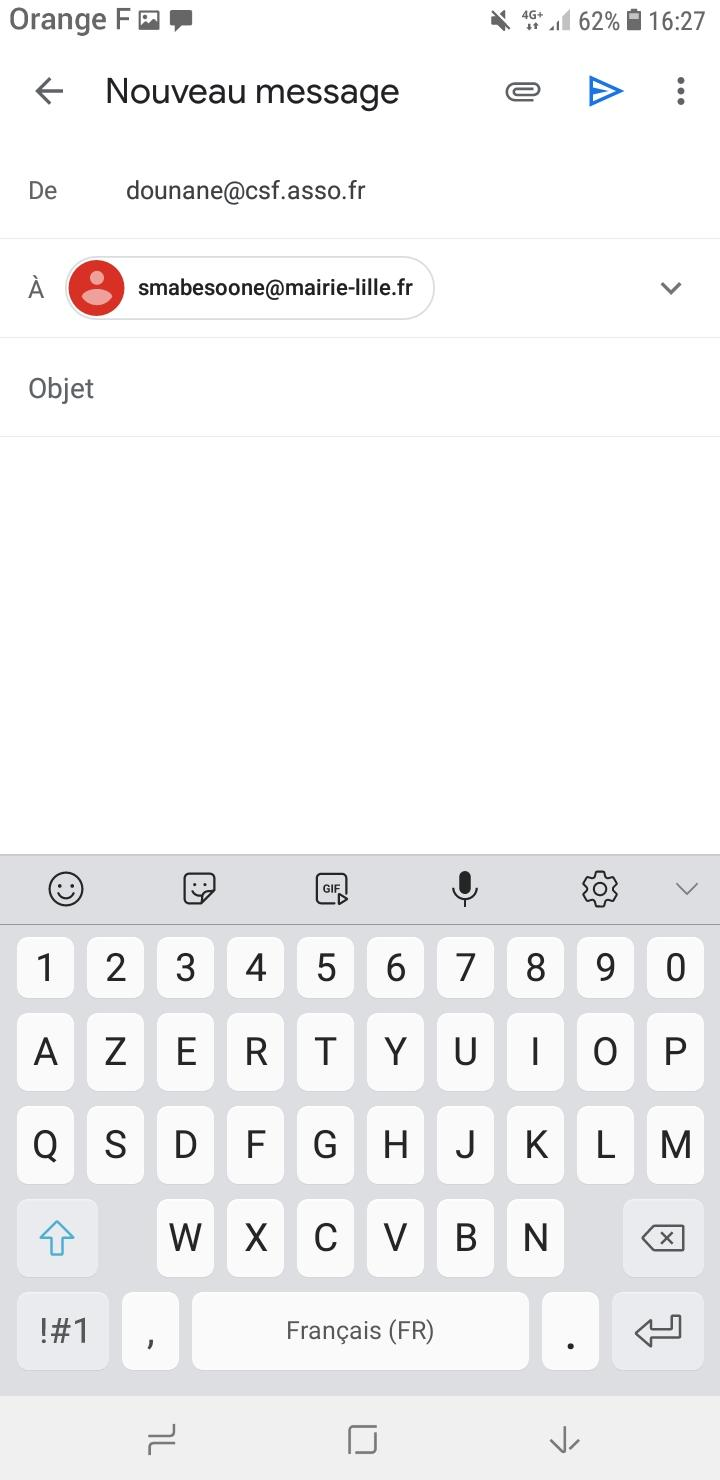 Orange F 4G+ 62% 16:27
Nouveau message
De dounane@csf.asso.fr
À smabesoone@mairie-lille.fr
Objet
GIF
1 2 3 4 5 6 7 8 9 0
A Z E R T Y U I O P
Q S D F G H J K L M
W X C V B N
!#1 , Français (FR) .